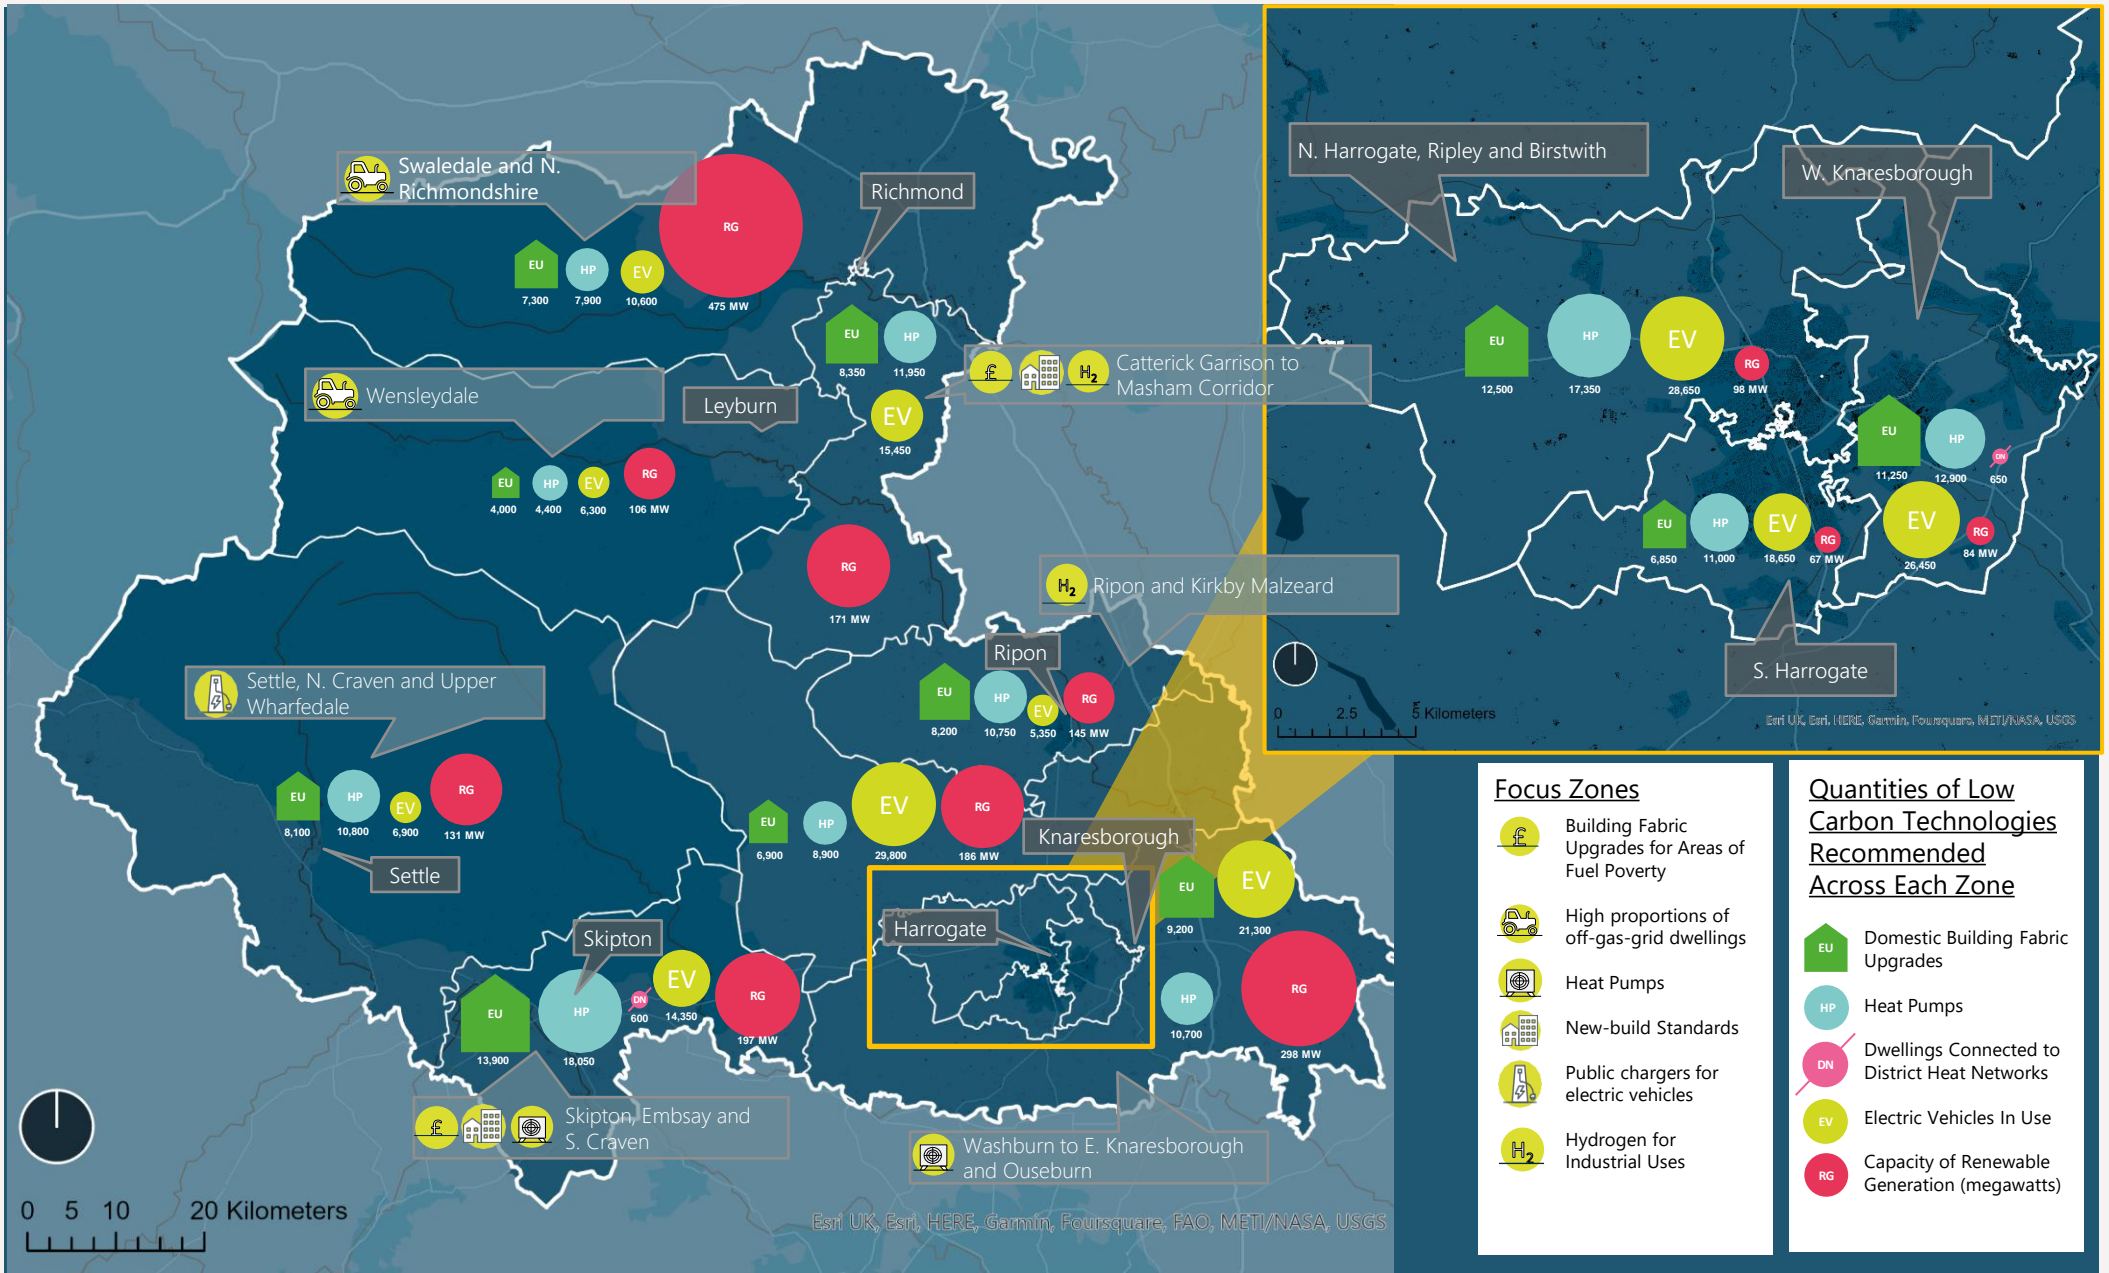 Swaledale and N.
Richmondshire
EU
HP
EV
RG
7,300
7,900
10,600
475 MW
Richmond
EU
HP
8,350
11,950
EV
15,450
£
H2
Catterick Garrison to
Masham Corridor
Wensleydale
Leyburn
EU
HP
EV
RG
4,000
4,400
6,300
106 MW
RG
171 MW
H2
Ripon and Kirkby Malzeard
Ripon
EU
HP
EV
RG
8,200
10,750
5,350
145 MW
Settle, N. Craven and Upper
Wharfedale
EU
HP
EV
RG
8,100
10,800
6,900
131 MW
Settle
EU
HP
EV
RG
6,900
8,900
29,800
186 MW
Knaresborough
Harrogate
EU
EV
9,200
21,300
HP
RG
10,700
298 MW
Skipton
EU
HP
DN
EV
RG
13,900
18,050
600
14,350
197 MW
£
Skipton, Embsay and
S. Craven
Washburn to E. Knaresborough
and Ouseburn
0 5 10 20 Kilometers
Esri UK, Esri, HERE, Garmin, Foursquare, FAO, METI/NASA, USGS
N. Harrogate, Ripley and Birstwith
W. Knaresborough
EU
HP
EV
RG
12,500
17,350
28,650
98 MW
EU
HP
DN
11,250
12,900
650
EV
RG
26,450
84 MW
EU
HP
EV
RG
6,850
11,000
18,650
67 MW
S. Harrogate
0 2.5 5 Kilometers
Esri UK, Esri, HERE, Garmin, Foursquare, METI/NASA, USGS
Focus Zones
£
Building Fabric
Upgrades for Areas of
Fuel Poverty
High proportions of
off-gas-grid dwellings
Heat Pumps
New-build Standards
Public chargers for
electric vehicles
H2
Hydrogen for
Industrial Uses
Quantities of Low
Carbon Technologies
Recommended
Across Each Zone
EU
Domestic Building Fabric
Upgrades
HP
Heat Pumps
DN
Dwellings Connected to
District Heat Networks
EV
Electric Vehicles In Use
RG
Capacity of Renewable
Generation (megawatts)